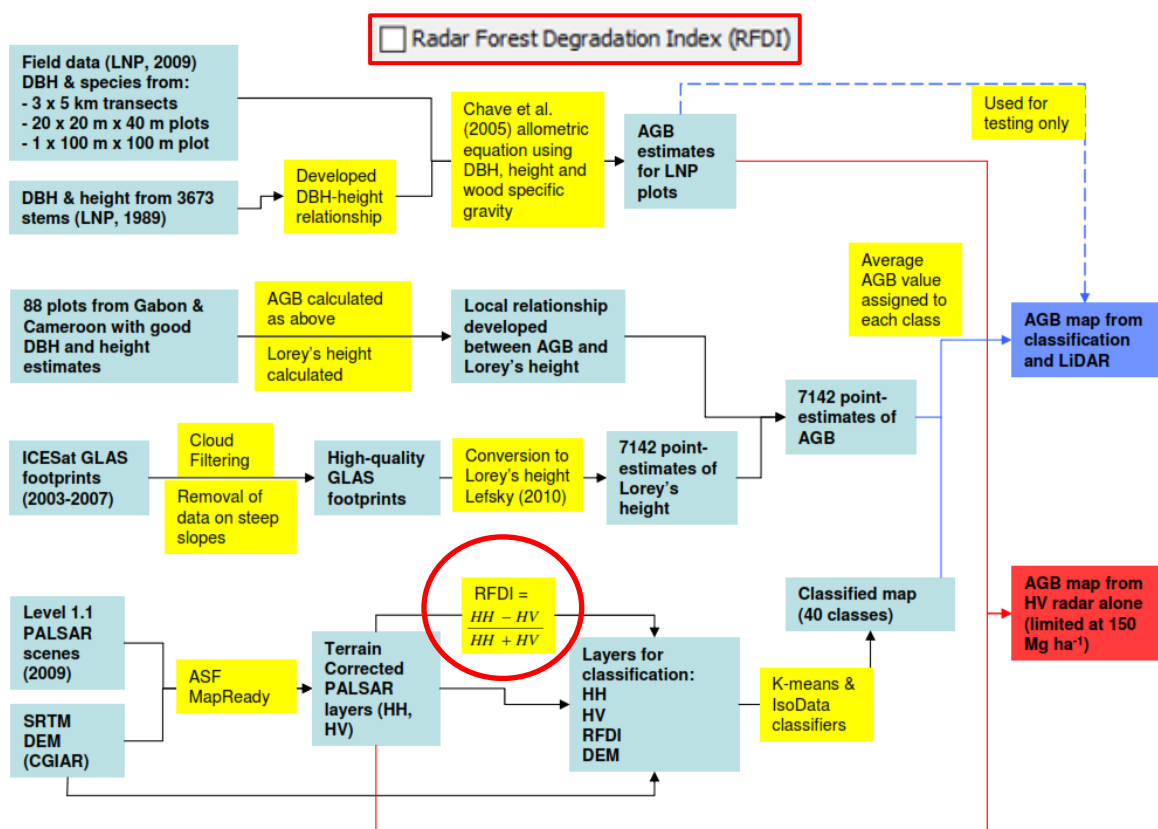 Radar Forest Degradation Index (RFDI)
Field data (LNP, 2009)
DBH & species from:
- 3 x 5 km transects
- 20 x 20 m x 40 m plots
- 1 x 100 m x 100 m plot
DBH & height from 3673
stems (LNP, 1989)
Developed
DBH-height
relationship
Chave et al.
(2005) allometric
equation using
DBH, height and
wood specific
gravity
AGB
estimates
for LNP
plots
Used for
testing only
88 plots from Gabon &
Cameroon with good
DBH and height
estimates
AGB calculated
as above
Lorey's height
calculated
Local relationship
developed
between AGB and
Lorey's height
Average
AGB value
assigned to
each class
AGB map from
classification
and LiDAR
7142 point-
estimates of
AGB
ICESat GLAS
footprints
(2003-2007)
Cloud
Filtering
Removal of
data on steep
slopes
High-quality
GLAS
footprints
Conversion to
Lorey's height
Lefsky (2010)
7142 point-
estimates of
Lorey's
height
Level 1.1
PALSAR
scenes
(2009)
SRTM
DEM
(CGIAR)
ASF
MapReady
Terrain
Corrected
PALSAR
layers (HH,
HV)
RFDI =
HH - HV
HH + HV
Layers for
classification:
HH
HV
RFDI
DEM
K-means &
IsoData
classifiers
Classified map
(40 classes)
AGB map from
HV radar alone
(limited at 150
Mg ha⁻¹)